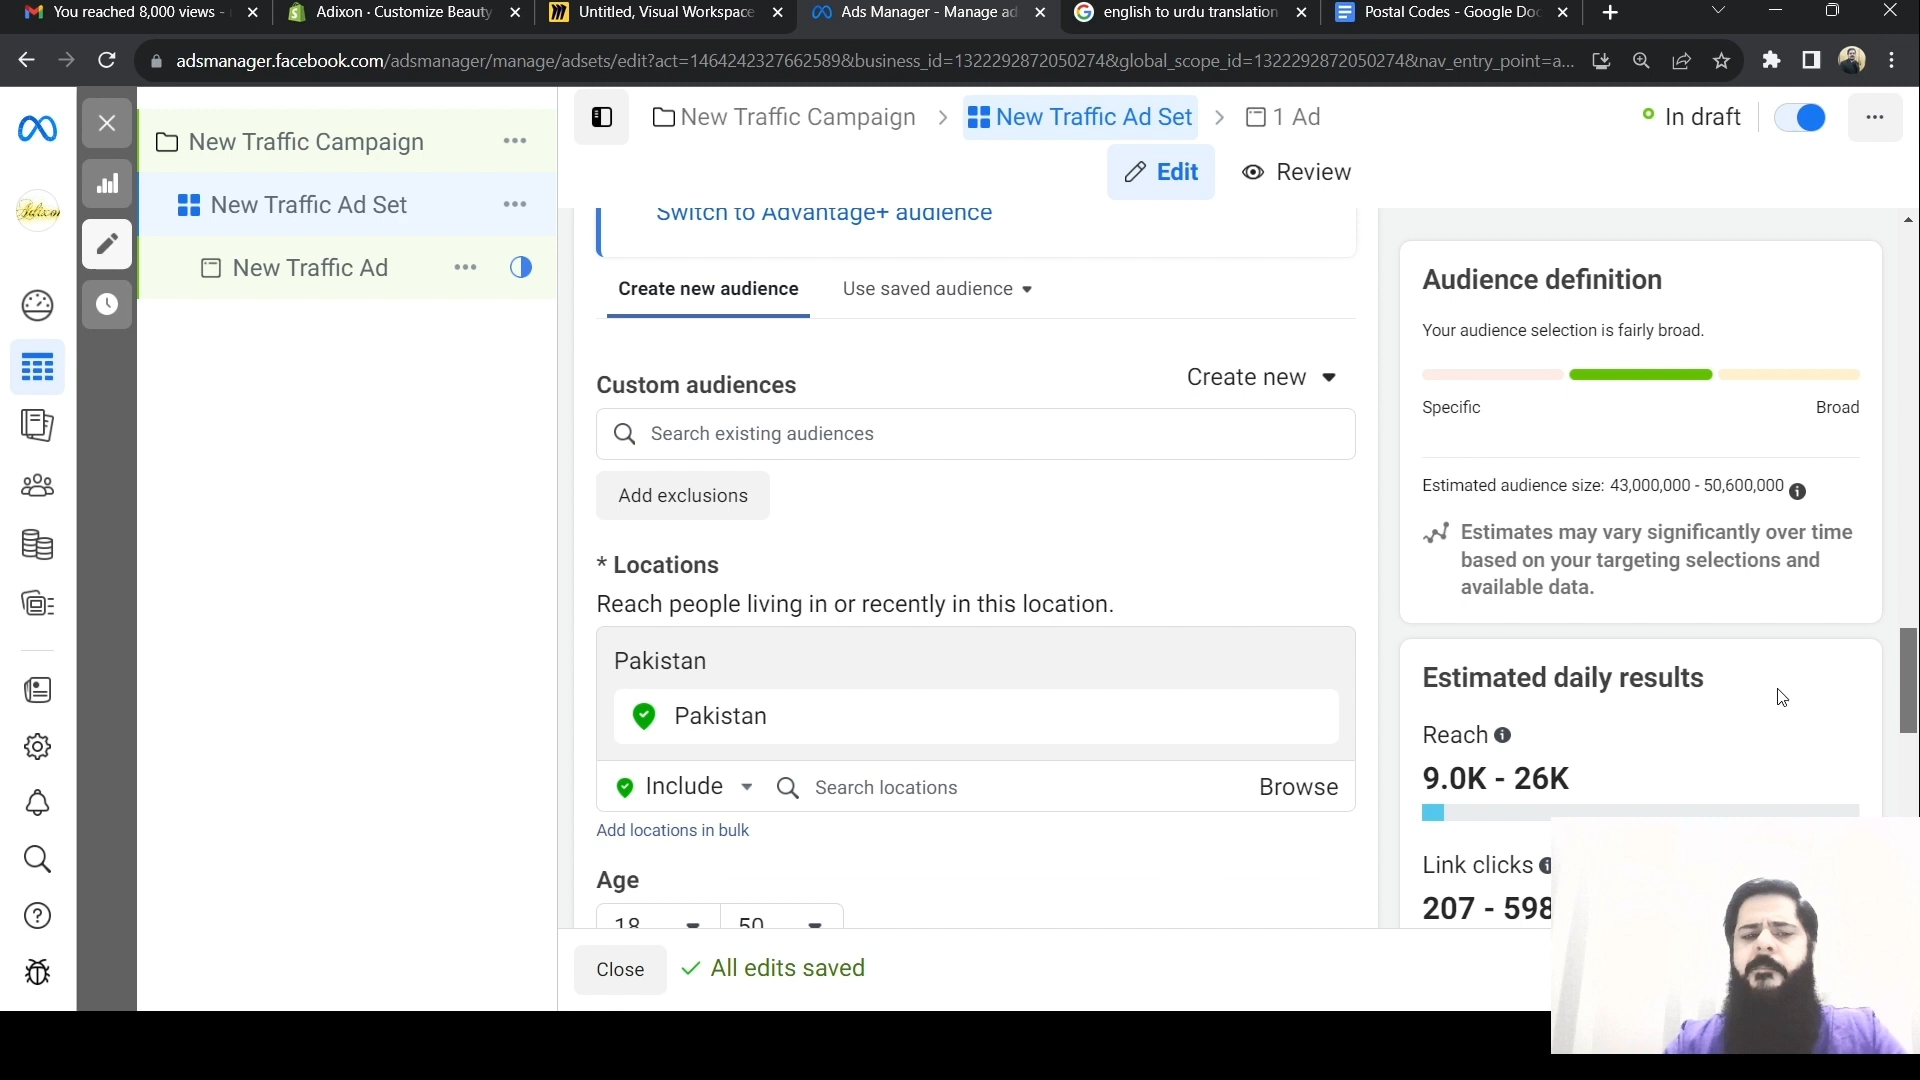 You reached 8,000 views -
Adixon · Customize Beauty
Untitled, Visual Workspace
Ads Manager - Manage ad
english to urdu translation
Postal Codes - Google Doc
adsmanager.facebook.com/adsmanager/manage/adsets/edit?act=1464242327662589&business_id=1322292872050274&global_scope_id=1322292872050274&nav_entry_point=a...
New Traffic Campaign
New Traffic Ad Set
1 Ad
In draft
Edit
Review
New Traffic Campaign
New Traffic Ad Set
New Traffic Ad
Adixon
Switch to Advantage+ audience
Create new audience
Use saved audience
Custom audiences
Create new
Search existing audiences
Add exclusions
* Locations
Reach people living in or recently in this location.
Pakistan
Pakistan
Include
Search locations
Browse
Add locations in bulk
Age
18
50
Close
All edits saved
Audience definition
Your audience selection is fairly broad.
Specific
Broad
Estimated audience size: 43,000,000 - 50,600,000
Estimates may vary significantly over time
based on your targeting selections and
available data.
Estimated daily results
Reach
9.0K - 26K
Link clicks
207 - 598